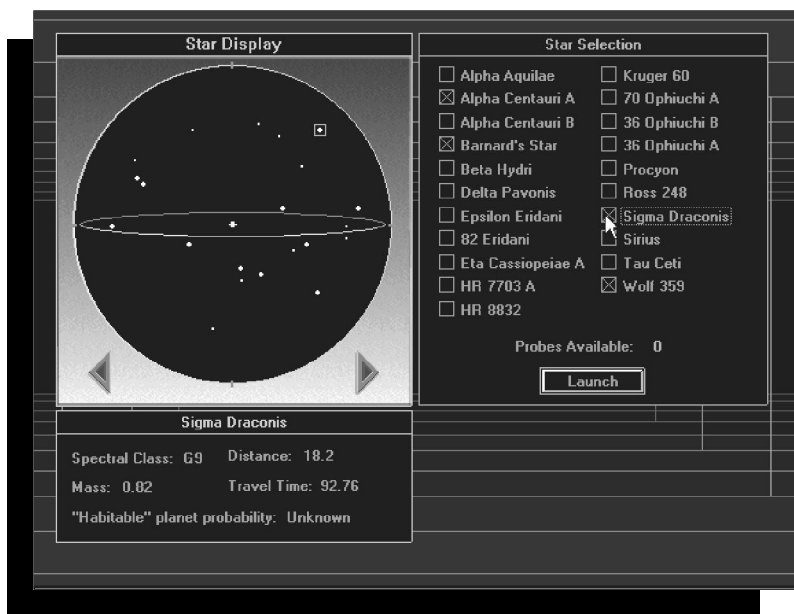 Star Display
Star Selection
Alpha Aquilae
Alpha Centauri A
Alpha Centauri B
Barnard's Star
Beta Hydri
Delta Pavonis
Epsilon Eridani
82 Eridani
Eta Cassiopeiae A
HR 7703 A
HR 8832
Kruger 60
70 Ophiuchi A
36 Ophiuchi B
36 Ophiuchi A
Procyon
Ross 248
Sigma Draconis
Sirius
Tau Ceti
Wolf 359
Probes Available: 0
Launch
Sigma Draconis
Spectral Class: G9 Distance: 18.2
Mass: 0.82 Travel Time: 92.76
"Habitable" planet probability: Unknown